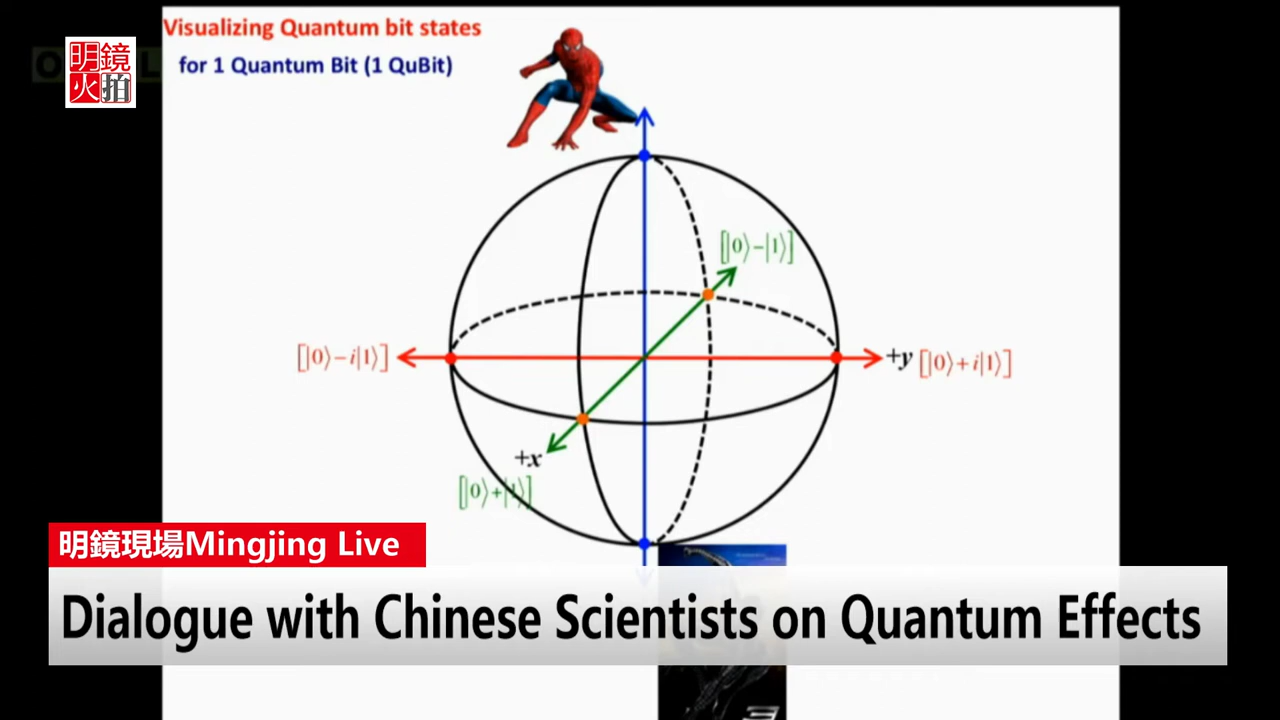 Visualizing Quantum bit states
for 1 Quantum Bit (1 QuBit)
明鏡
火拍
[|0⟩−|1⟩]
[|0⟩−i|1⟩]
+y [|0⟩+i|1⟩]
+x
[|0⟩+|1⟩]
明鏡現場Mingjing Live
Dialogue with Chinese Scientists on Quantum Effects
3